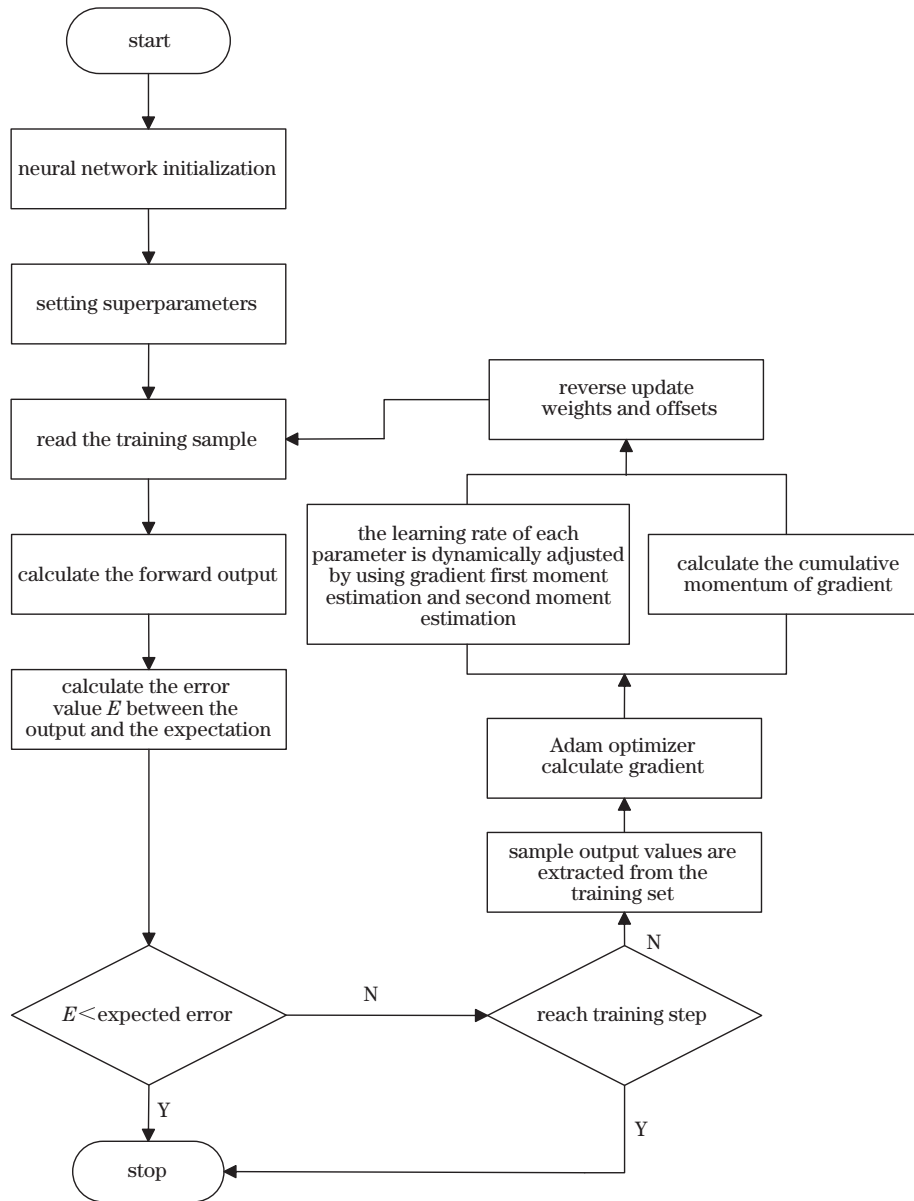 start
neural network initialization
setting superparameters
read the training sample
calculate the forward output
calculate the error
value E between the
output and the expectation
E<expected error
Y
stop
N
reach training step
Y
N
sample output values are
extracted from the
training set
Adam optimizer
calculate gradient
the learning rate of each
parameter is dynamically adjusted
by using gradient first moment
estimation and second moment
estimation
calculate the cumulative
momentum of gradient
reverse update
weights and offsets